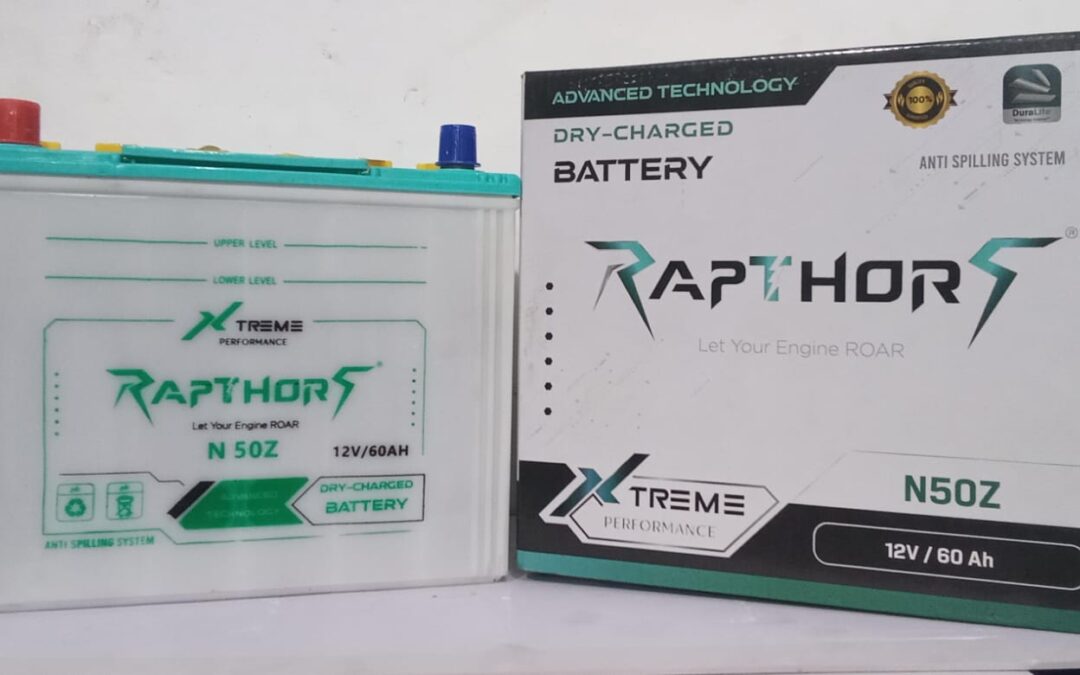 UPPER LEVEL
LOWER LEVEL
XTREME
PERFORMANCE
RAPTHORS
Let Your Engine ROAR
N 50Z
12V/60AH
ADVANCED
TECHNOLOGY
DRY-CHARGED
BATTERY
ANTI SPILLING SYSTEM
ADVANCED TECHNOLOGY
DRY-CHARGED
BATTERY
100%
DuraLife
ANTI SPILLING SYSTEM
RAPTHORS®
Let Your Engine ROAR
XTREME
PERFORMANCE
N50Z
12V / 60 Ah